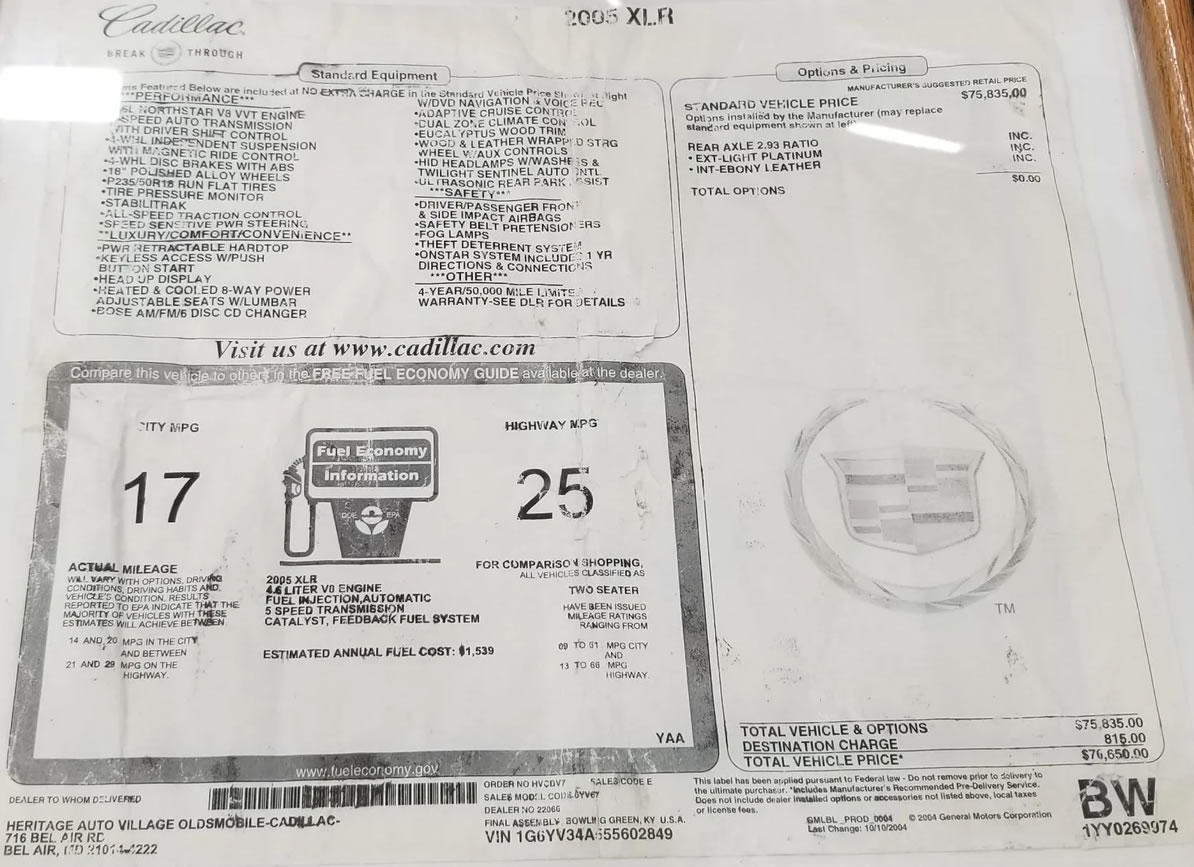 Cadillac
BREAK THROUGH
2005 XLR
Standard Equipment
Featured Below are included at NO EXTRA CHARGE in the Standard Vehicle Price
***PERFORMANCE***
NORTHSTAR V8 VVT ENGINE
SPEED AUTO TRANSMISSION
WITH DRIVER SHIFT CONTROL
4-WHL INDEPENDENT SUSPENSION
WITH MAGNETIC RIDE CONTROL
•4-WHL DISC BRAKES WITH ABS
•18" POLISHED ALLOY WHEELS
•P235/50R18 RUN FLAT TIRES
•TIRE PRESSURE MONITOR
•STABILITRAK
•ALL-SPEED TRACTION CONTROL
•SPEED SENSITIVE PWR STEERING
**LUXURY/COMFORT/CONVENIENCE**
•PWR RETRACTABLE HARDTOP
•KEYLESS ACCESS W/PUSH
BUTTON START
•HEAD UP DISPLAY
•HEATED & COOLED 8-WAY POWER
ADJUSTABLE SEATS W/LUMBAR
•BOSE AM/FM/6 DISC CD CHANGER
W/DVD NAVIGATION & VOICE REC
•ADAPTIVE CRUISE CONTROL
•DUAL ZONE CLIMATE CONTROL
•EUCALYPTUS WOOD TRIM
•WOOD & LEATHER WRAPPED STRG
WHEEL W/AUX CONTROLS
•HID HEADLAMPS W/WASHERS &
TWILIGHT SENTINEL AUTO CNTL
•ULTRASONIC REAR PARK ASSIST
***SAFETY***
•DRIVER/PASSENGER FRONT
& SIDE IMPACT AIRBAGS
•SAFETY BELT PRETENSIONERS
•FOG LAMPS
•THEFT DETERRENT SYSTEM
•ONSTAR SYSTEM INCLUDES 1 YR
DIRECTIONS & CONNECTIONS
***OTHER***
4-YEAR/50,000 MILE LIMITED
WARRANTY-SEE DLR FOR DETAILS
Options & Pricing
MANUFACTURER'S SUGGESTED RETAIL PRICE
STANDARD VEHICLE PRICE $75,835.00
Options installed by the Manufacturer (may replace
standard equipment shown at left)
REAR AXLE 2.93 RATIO INC.
• EXT-LIGHT PLATINUM INC.
• INT-EBONY LEATHER INC.
TOTAL OPTIONS $0.00
Visit us at www.cadillac.com
Compare this vehicle to others in the FREE FUEL ECONOMY GUIDE available at the dealer.
CITY MPG
17
Fuel Economy
Information
DOE EPA
HIGHWAY MPG
25
ACTUAL MILEAGE
WILL VARY WITH OPTIONS, DRIVING
CONDITIONS, DRIVING HABITS AND
VEHICLE'S CONDITION. RESULTS
REPORTED TO EPA INDICATE THAT THE
MAJORITY OF VEHICLES WITH THESE
ESTIMATES WILL ACHIEVE BETWEEN
14 AND 20 MPG IN THE CITY
AND BETWEEN
21 AND 29 MPG ON THE
HIGHWAY.
2005 XLR
4.6 LITER V8 ENGINE
FUEL INJECTION,AUTOMATIC
5 SPEED TRANSMISSION
CATALYST, FEEDBACK FUEL SYSTEM
ESTIMATED ANNUAL FUEL COST: $1,539
FOR COMPARISON SHOPPING,
ALL VEHICLES CLASSIFIED AS
TWO SEATER
HAVE BEEN ISSUED
MILEAGE RATINGS
RANGING FROM
09 TO 61 MPG CITY
AND
13 TO 66 MPG
HIGHWAY.
YAA
www.fueleconomy.gov
TM
TOTAL VEHICLE & OPTIONS $75,835.00
DESTINATION CHARGE 815.00
TOTAL VEHICLE PRICE* $76,650.00
DEALER TO WHOM DELIVERED
HERITAGE AUTO VILLAGE OLDSMOBILE-CADILLAC-
716 BEL AIR RD
BEL AIR, MD
ORDER NO SALES CODE E
SALES MODEL CODE
DEALER NO 22066
FINAL ASSEMBLY BOWLING GREEN, KY U.S.A.
VIN 1G6YV34A555602849
This label has been applied pursuant to Federal law - Do not remove prior to delivery to
the ultimate purchaser. *Includes Manufacturer's Recommended Pre-Delivery Service.
Does not include dealer installed options or accessories not listed above, local taxes
or license fees.
GMLBL_PROD_0004 © 2004 General Motors Corporation
Last Change: 10/10/2004
BW
1YY0269974